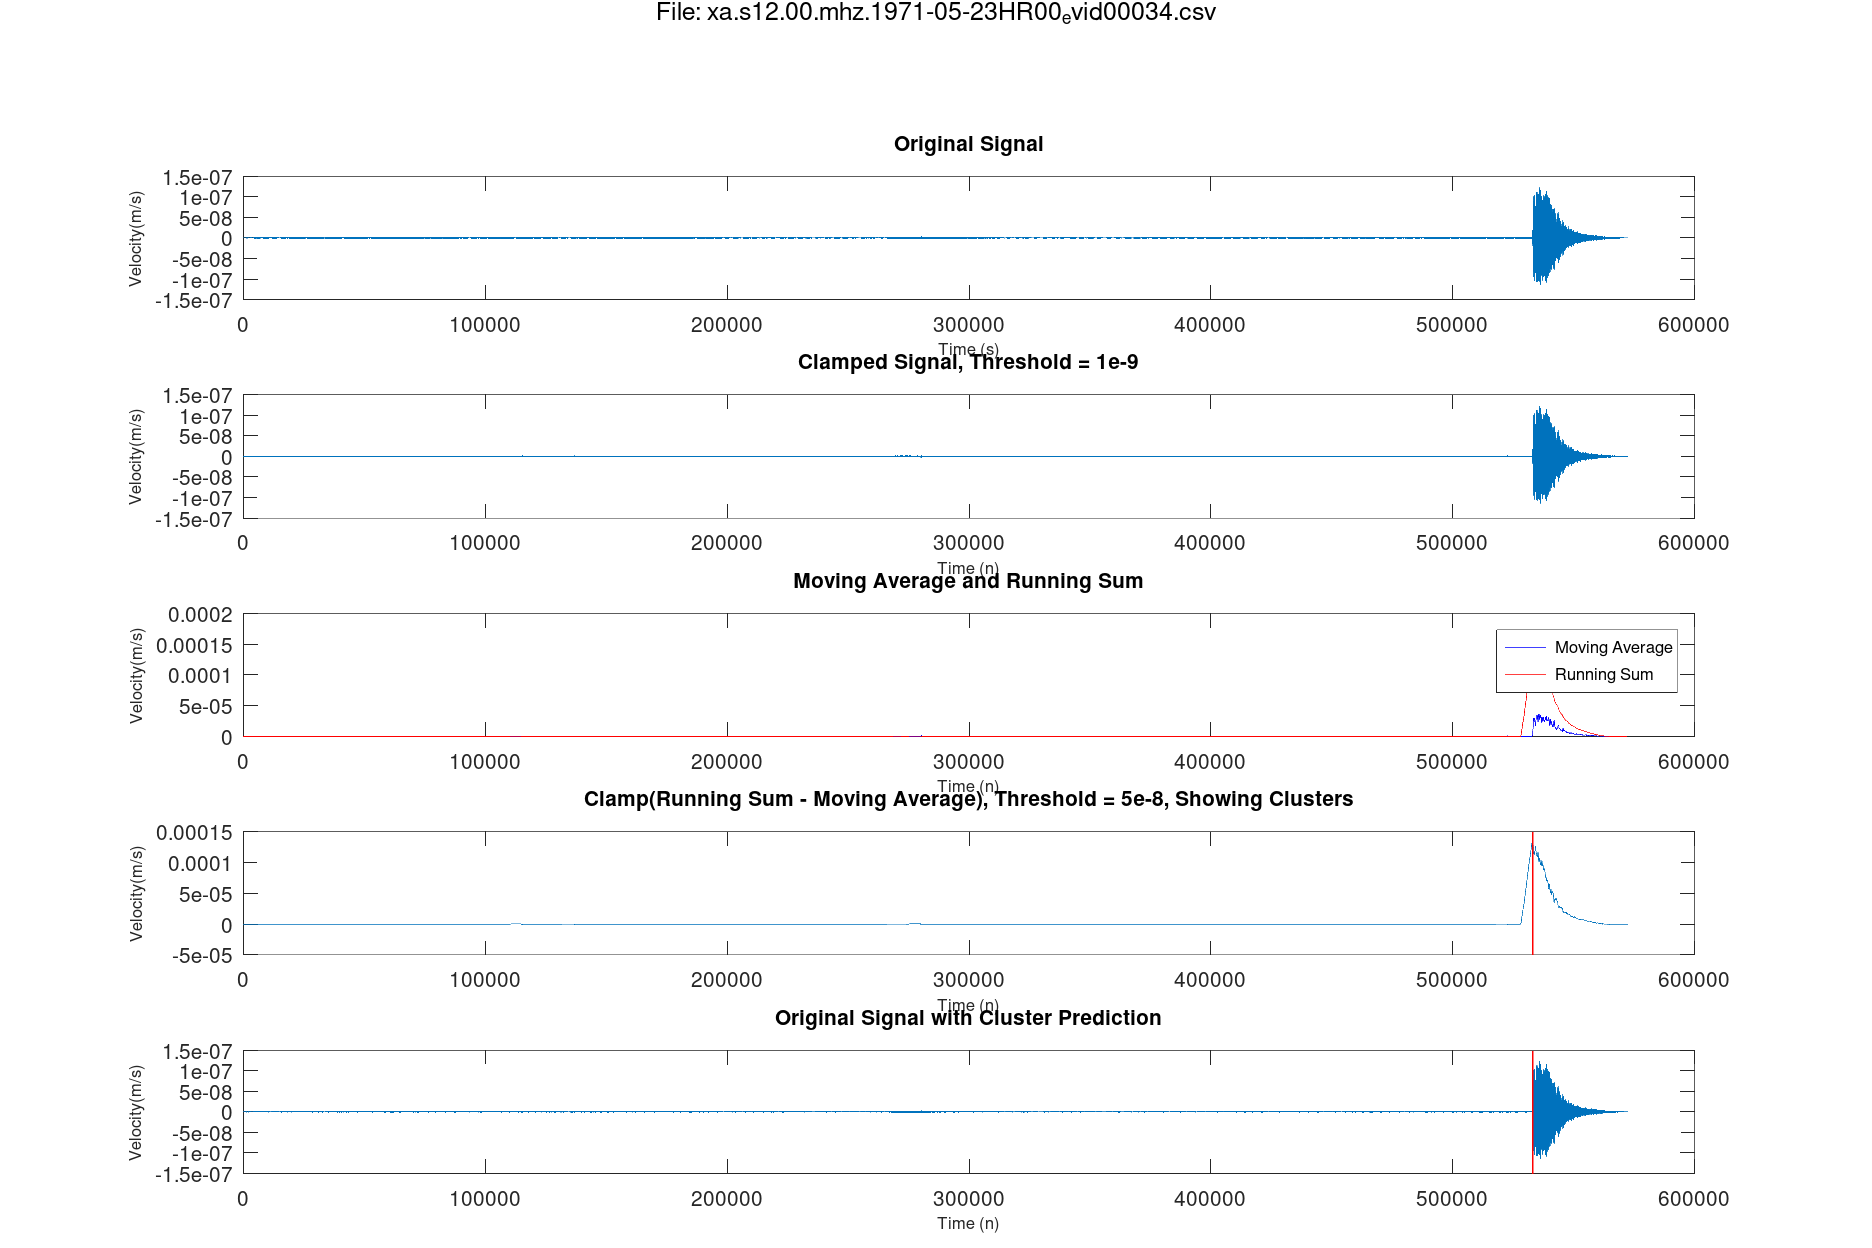 File: xa.s12.00.mhz.1971-05-23HR00evid00034.csv
Original Signal
1.5e-07
1e-07
5e-08
0
-5e-08
-1e-07
-1.5e-07
Velocity(m/s)
0 100000 200000 300000 400000 500000 600000
Time (s)
Clamped Signal, Threshold = 1e-9
1.5e-07
1e-07
5e-08
0
-5e-08
-1e-07
-1.5e-07
Velocity(m/s)
0 100000 200000 300000 400000 500000 600000
Time (n)
Moving Average and Running Sum
0.0002
0.00015
0.0001
5e-05
0
Velocity(m/s)
Moving Average
Running Sum
0 100000 200000 300000 400000 500000 600000
Time (n)
Clamp(Running Sum - Moving Average), Threshold = 5e-8, Showing Clusters
0.00015
0.0001
5e-05
0
-5e-05
Velocity(m/s)
0 100000 200000 300000 400000 500000 600000
Time (n)
Original Signal with Cluster Prediction
1.5e-07
1e-07
5e-08
0
-5e-08
-1e-07
-1.5e-07
Velocity(m/s)
0 100000 200000 300000 400000 500000 600000
Time (n)